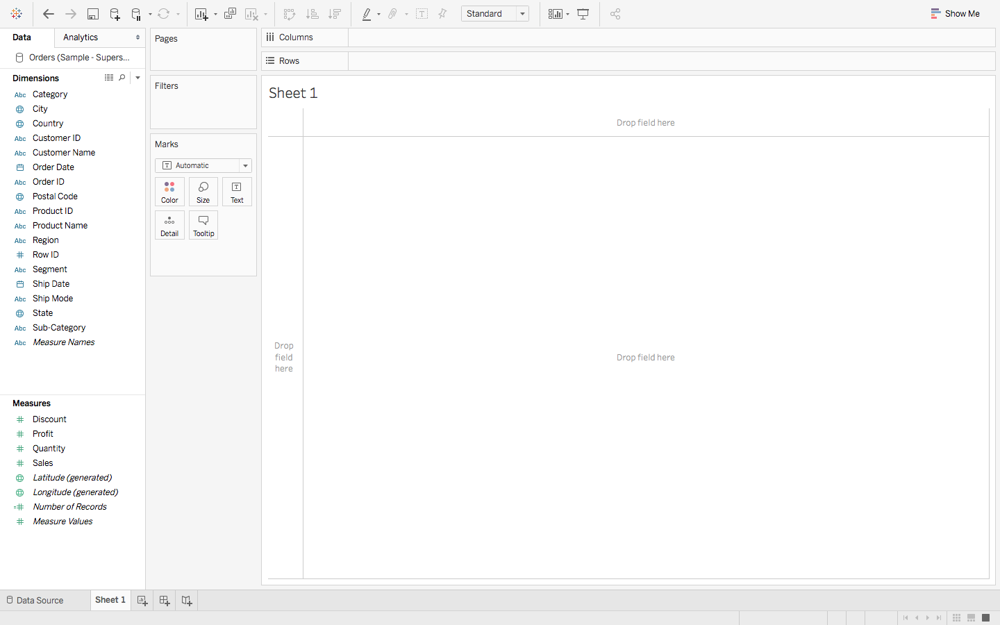 Standard
Show Me
Data
Analytics
Orders (Sample - Supers...
Dimensions
Abc Category
City
Country
Abc Customer ID
Abc Customer Name
Order Date
Abc Order ID
Postal Code
Abc Product ID
Abc Product Name
Abc Region
Row ID
Abc Segment
Ship Date
Abc Ship Mode
State
Abc Sub-Category
Abc Measure Names
Measures
Discount
Profit
Quantity
Sales
Latitude (generated)
Longitude (generated)
=# Number of Records
Measure Values
Pages
Filters
Marks
T Automatic
Color
Size
T
Text
Detail
Tooltip
Columns
Rows
Sheet 1
Drop field here
Drop
field
here
Drop field here
Data Source
Sheet 1